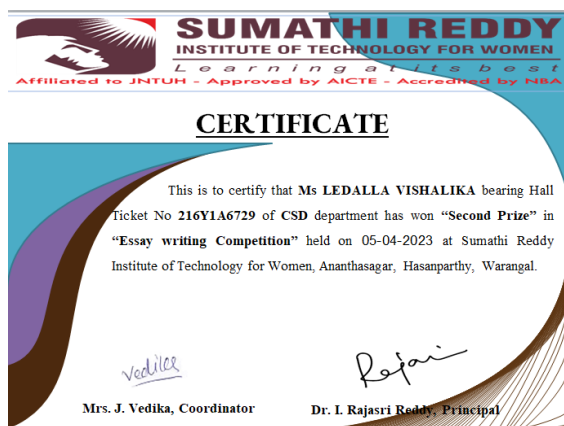 SUMATHI REDDY
INSTITUTE OF TECHNOLOGY FOR WOMEN
Learning at its best
Affiliated to JNTUH - Approved by AICTE - Accredited by NBA
CERTIFICATE
This is to certify that Ms LEDALLA VISHALIKA bearing Hall
Ticket No 216Y1A6729 of CSD department has won “Second Prize” in
“Essay writing Competition” held on 05-04-2023 at Sumathi Reddy
Institute of Technology for Women, Ananthasagar, Hasanparthy, Warangal.
Vedika
Mrs. J. Vedika, Coordinator
Dr. I. Rajasri Reddy, Principal